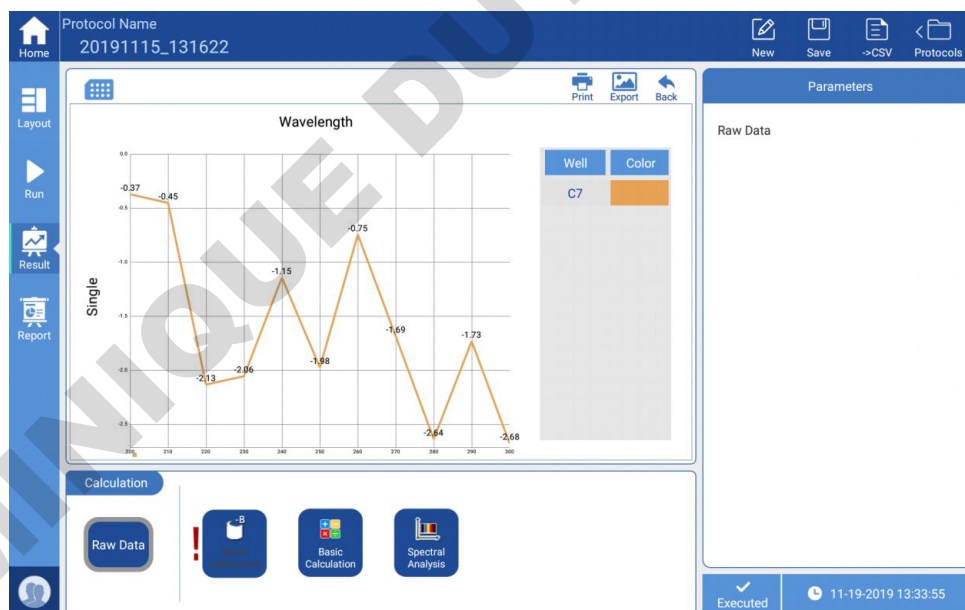 Protocol Name
20191115_131622
Home
New
Save
->CSV
Protocols
Layout
Run
Result
Report
Print
Export
Back
Wavelength
Single
0.0
-0.5
-1.0
-1.5
-2.0
-2.5
-0.37
-0.45
-2.13
-2.06
-1.15
-1.98
-0.75
-1.69
-2.64
-1.73
-2.68
200
210
220
230
240
250
260
270
280
290
300
Well Color
C7
Parameters
Raw Data
Calculation
Raw Data
-B
Basic
Calculation
Spectral
Analysis
Executed
11-19-2019 13:33:55
MINIQUE DU